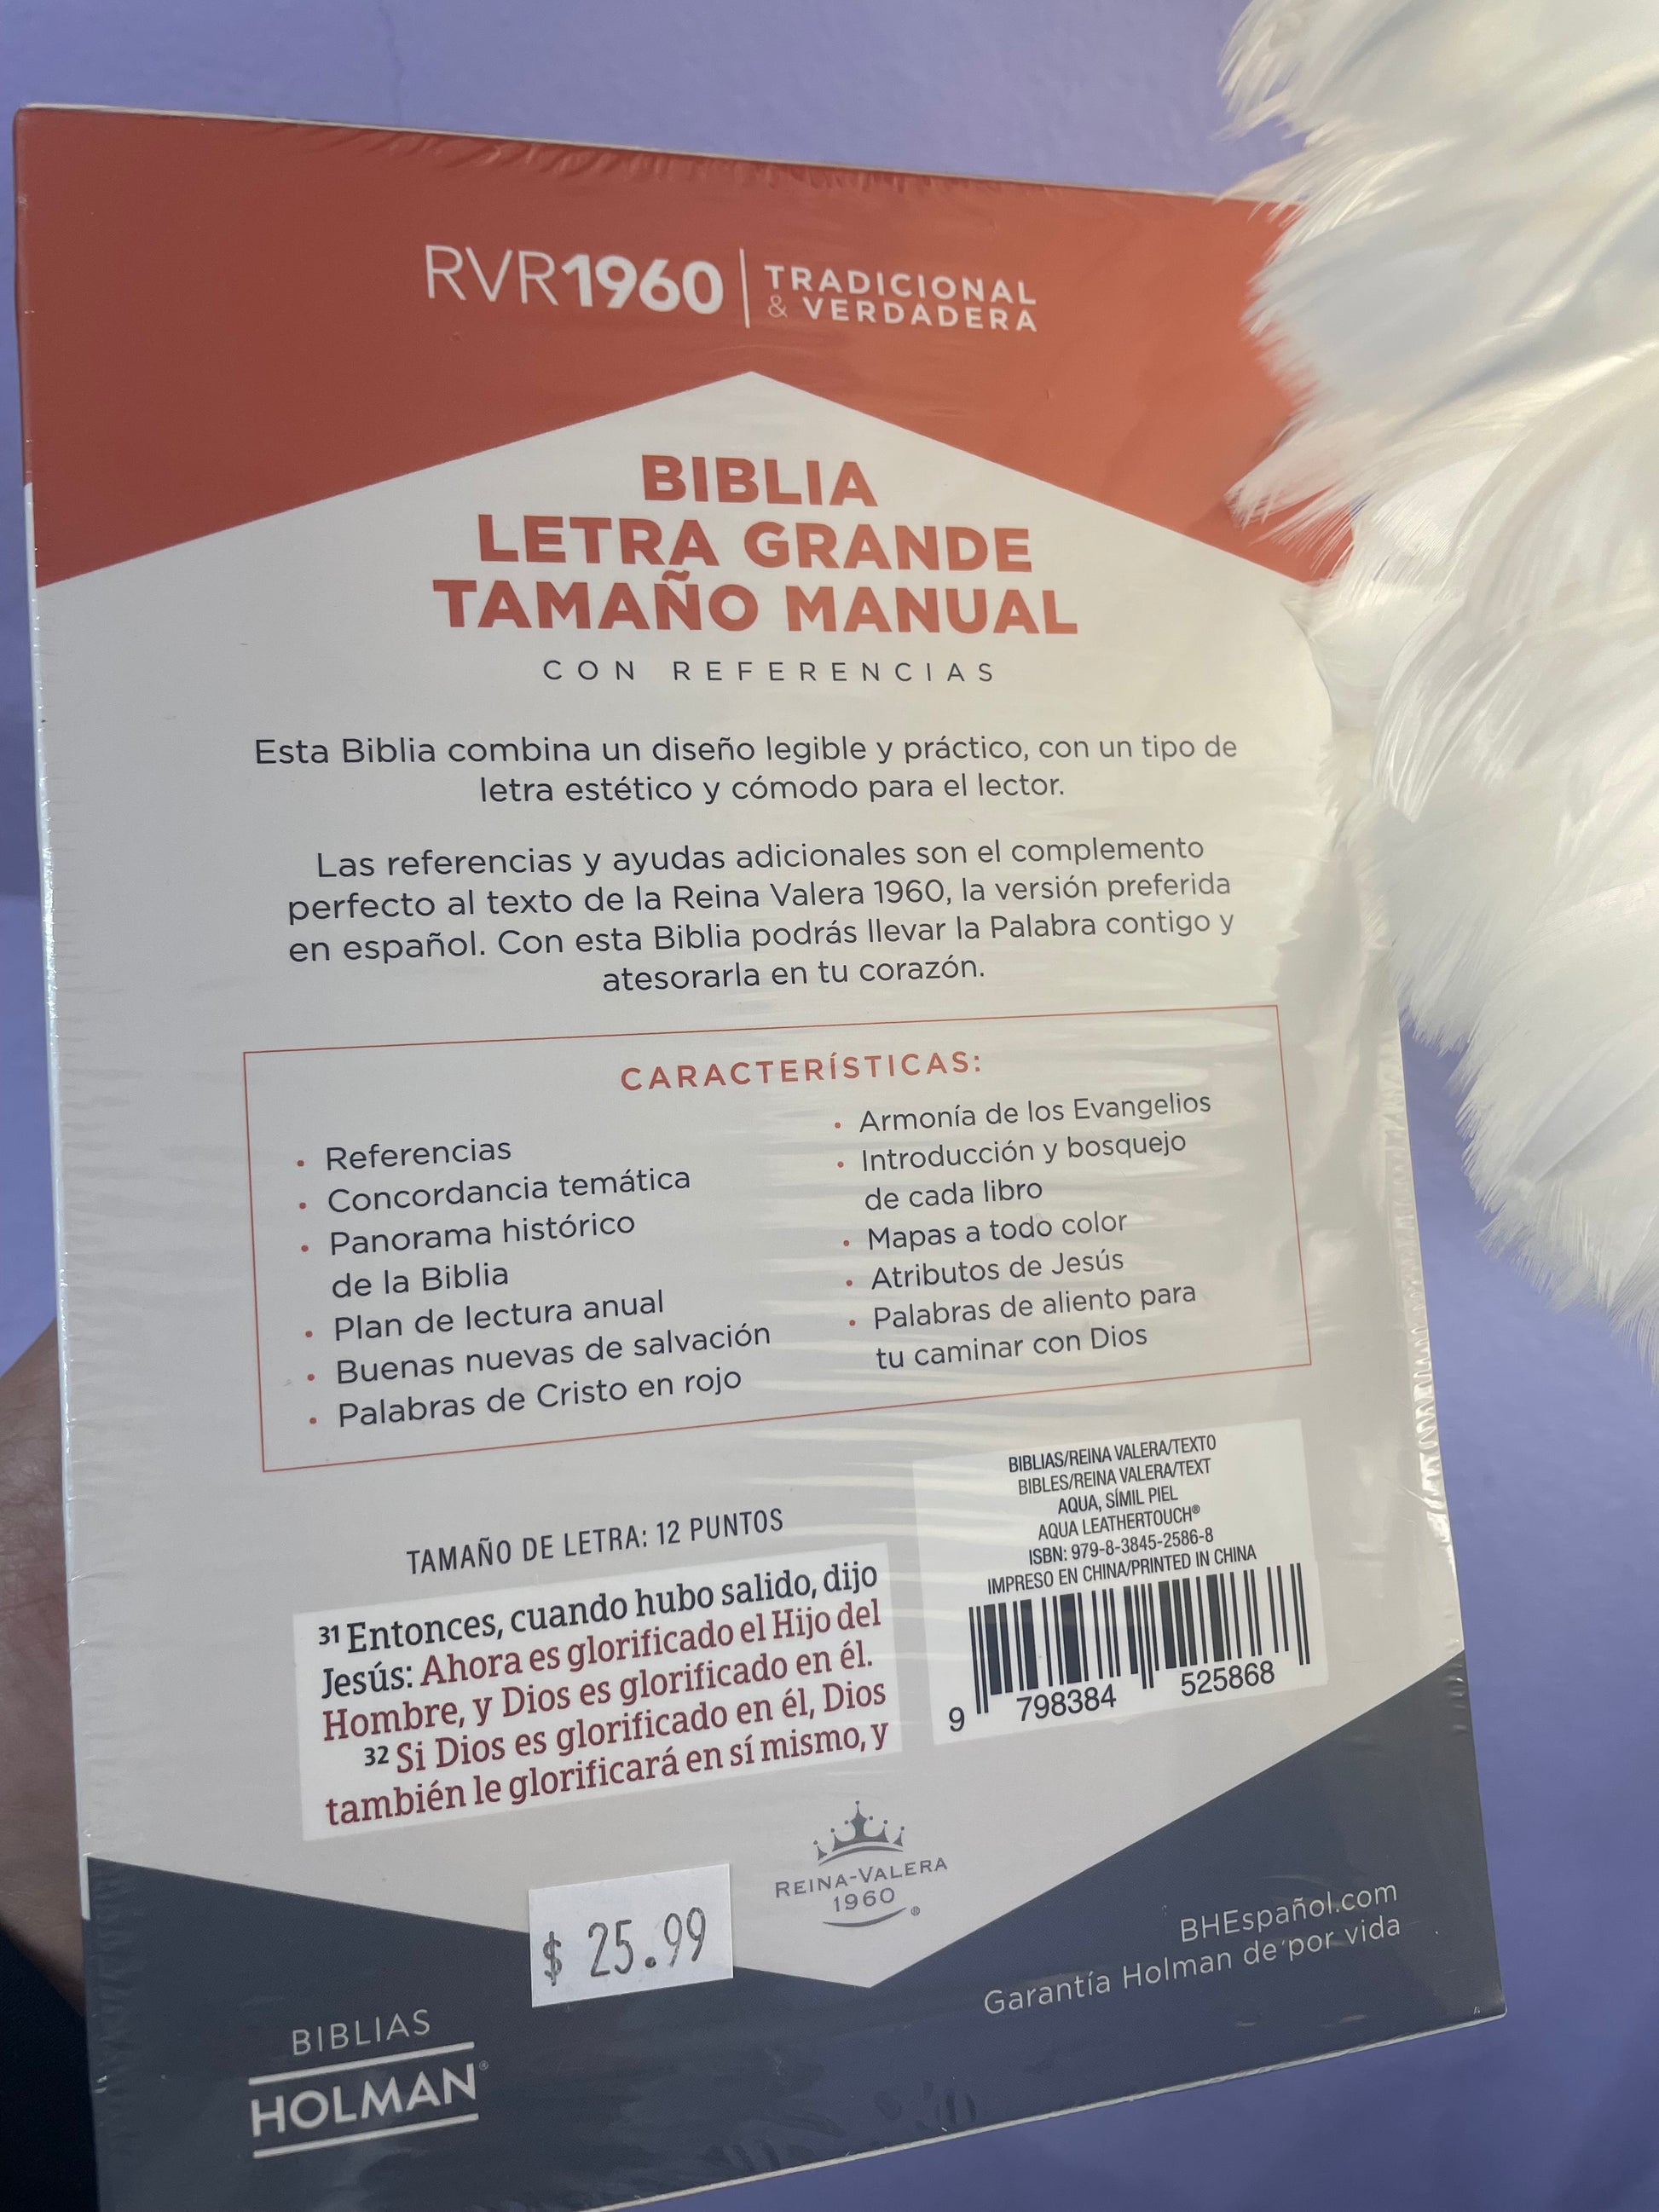 RVR1960 | TRADICIONAL
& VERDADERA
BIBLIA
LETRA GRANDE
TAMAÑO MANUAL
CON REFERENCIAS
Esta Biblia combina un diseño legible y práctico, con un tipo de
letra estético y cómodo para el lector.
Las referencias y ayudas adicionales son el complemento
perfecto al texto de la Reina Valera 1960, la versión preferida
en español. Con esta Biblia podrás llevar la Palabra contigo y
atesorarla en tu corazón.
CARACTERÍSTICAS:
• Referencias
• Concordancia temática
• Panorama histórico
de la Biblia
• Plan de lectura anual
• Buenas nuevas de salvación
• Palabras de Cristo en rojo
• Armonía de los Evangelios
• Introducción y bosquejo
de cada libro
• Mapas a todo color
• Atributos de Jesús
• Palabras de aliento para
tu caminar con Dios
TAMAÑO DE LETRA: 12 PUNTOS
31 Entonces, cuando hubo salido, dijo
Jesús: Ahora es glorificado el Hijo del
Hombre, y Dios es glorificado en él.
32 Si Dios es glorificado en él, Dios
también le glorificará en sí mismo, y
BIBLIAS/REINA VALERA/TEXTO
BIBLES/REINA VALERA/TEXT
AQUA, SÍMIL PIEL
AQUA LEATHERTOUCH®
ISBN: 979-8-3845-2586-8
IMPRESO EN CHINA/PRINTED IN CHINA
9 798384 525868
REINA-VALERA
1960 ®
$ 25.99
BHEspañol.com
Garantía Holman de por vida
BIBLIAS
HOLMAN®